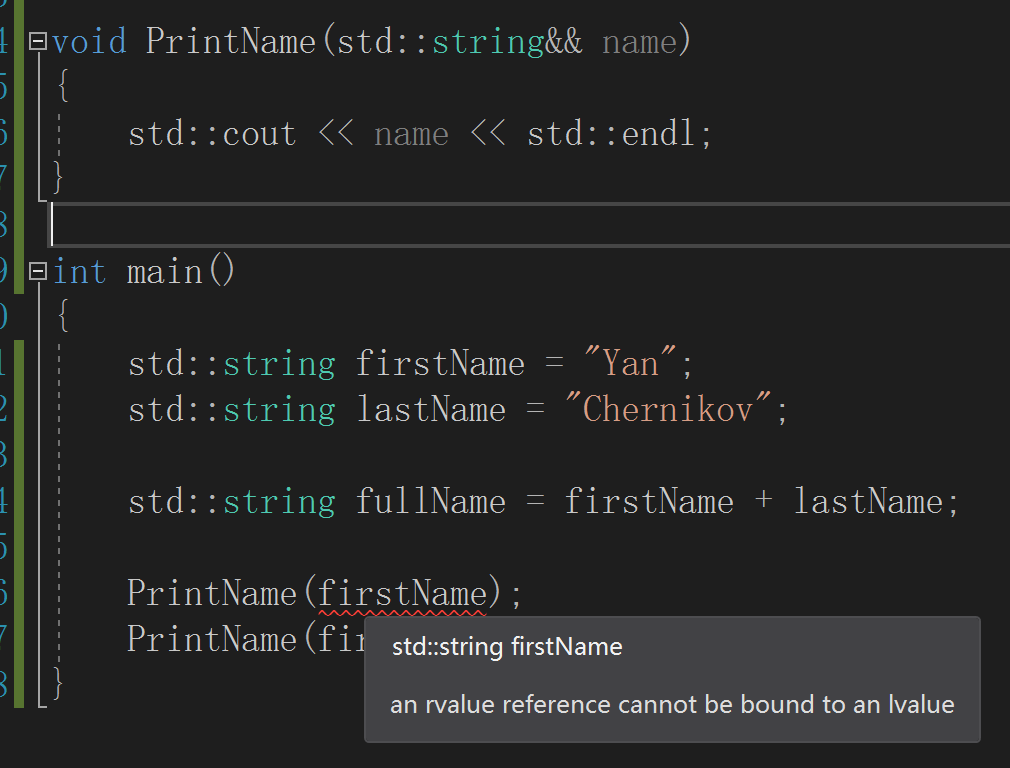 void PrintName(std::string&& name)
{
std::cout << name << std::endl;
}
int main()
{
std::string firstName = "Yan";
std::string lastName = "Chernikov";
std::string fullName = firstName + lastName;
PrintName(firstName);
PrintName(fir
std::string firstName
an rvalue reference cannot be bound to an lvalue
}